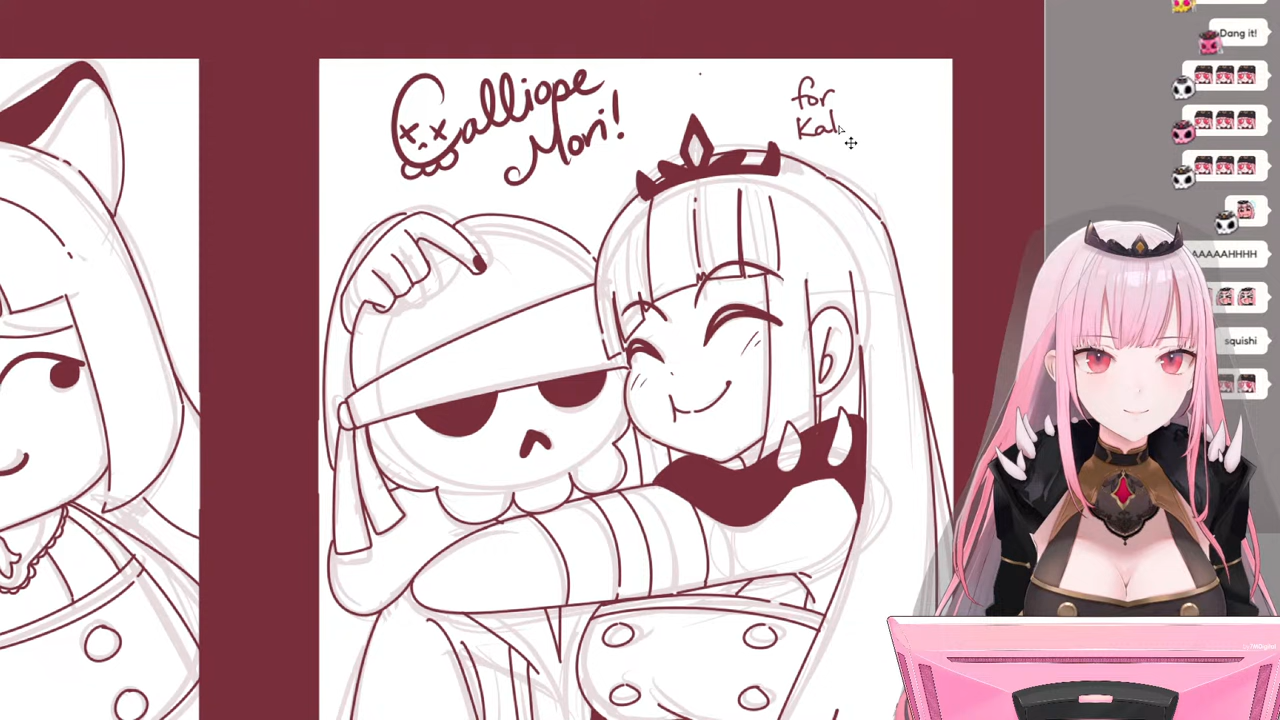 Calliope
Mori!
for
Kal
Dang it!
AAAAAHHHH
squishi